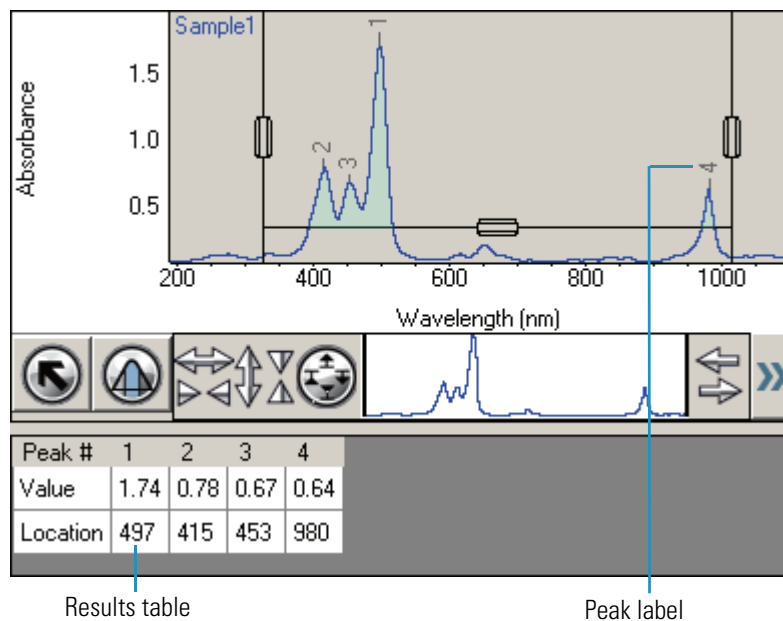 Sample1
1
2
3
4
Absorbance
1.5
1.0
0.5
200 400 600 800 1000
Wavelength (nm)
Peak # 1 2 3 4
Value 1.74 0.78 0.67 0.64
Location 497 415 453 980
Results table Peak label